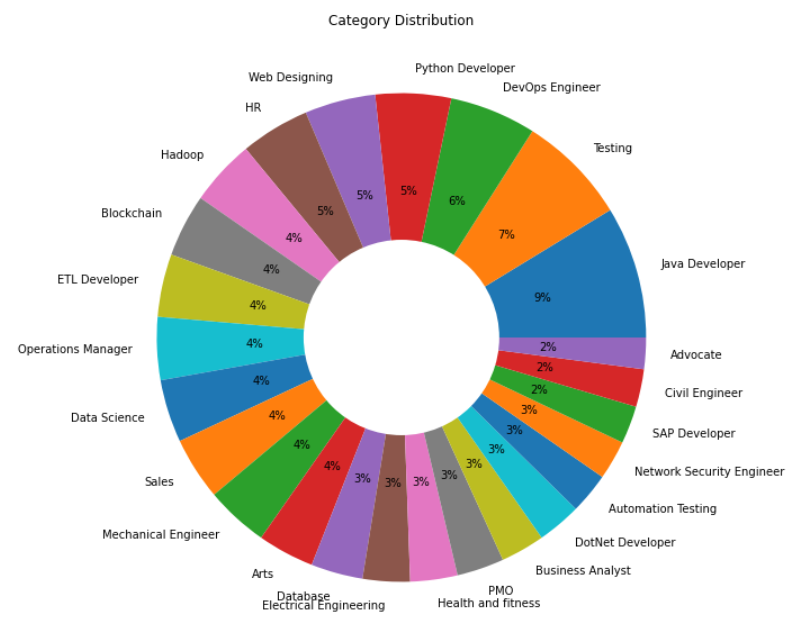 Category Distribution
Java Developer
9%
Testing
7%
DevOps Engineer
6%
Python Developer
5%
Web Designing
5%
HR
5%
Hadoop
4%
Blockchain
4%
ETL Developer
4%
Operations Manager
4%
Data Science
4%
Sales
4%
Mechanical Engineer
4%
Arts
4%
Database
3%
Electrical Engineering
3%
Health and fitness
3%
PMO
3%
Business Analyst
3%
DotNet Developer
3%
Automation Testing
3%
Network Security Engineer
3%
SAP Developer
2%
Civil Engineer
2%
Advocate
2%